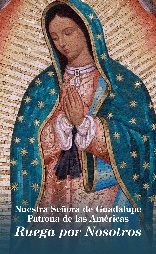 Nuestra Señora de Guadalupe
Patrona de las Américas
Ruega por Nosotros